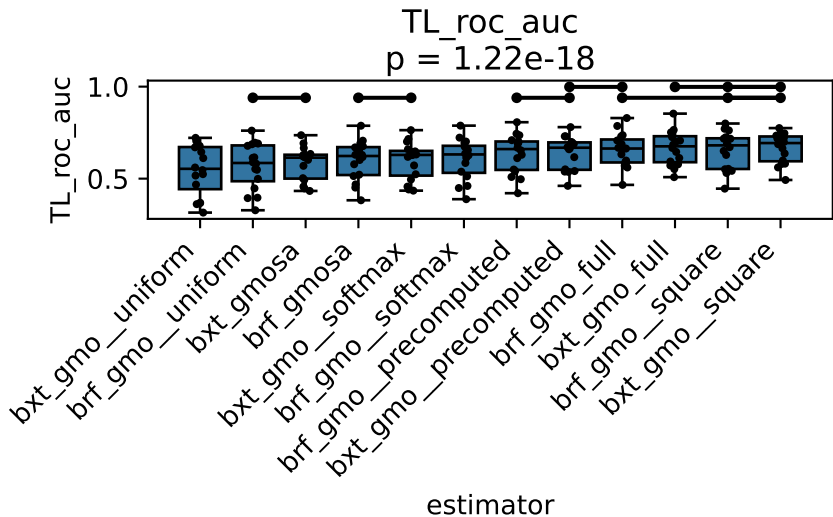 TL_roc_auc
p = 1.22e-18
TL_roc_auc
1.0
0.5
bxt_gmo__uniform
brf_gmo__uniform
bxt_gmosa
brf_gmosa
bxt_gmo__softmax
brf_gmo__softmax
brf_gmo__precomputed
bxt_gmo__precomputed
brf_gmo_full
bxt_gmo_full
brf_gmo__square
bxt_gmo__square
estimator